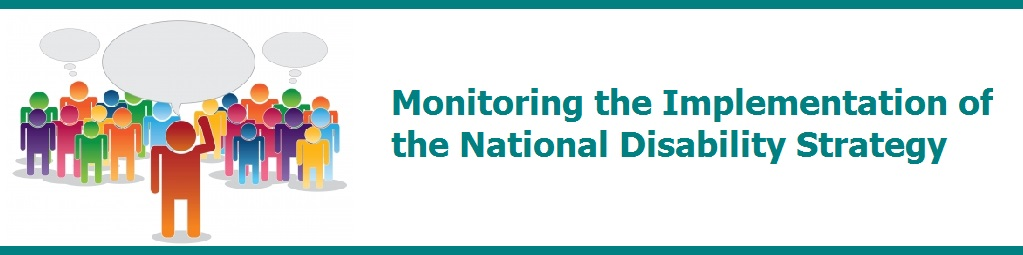 Monitoring the Implementation of
the National Disability Strategy